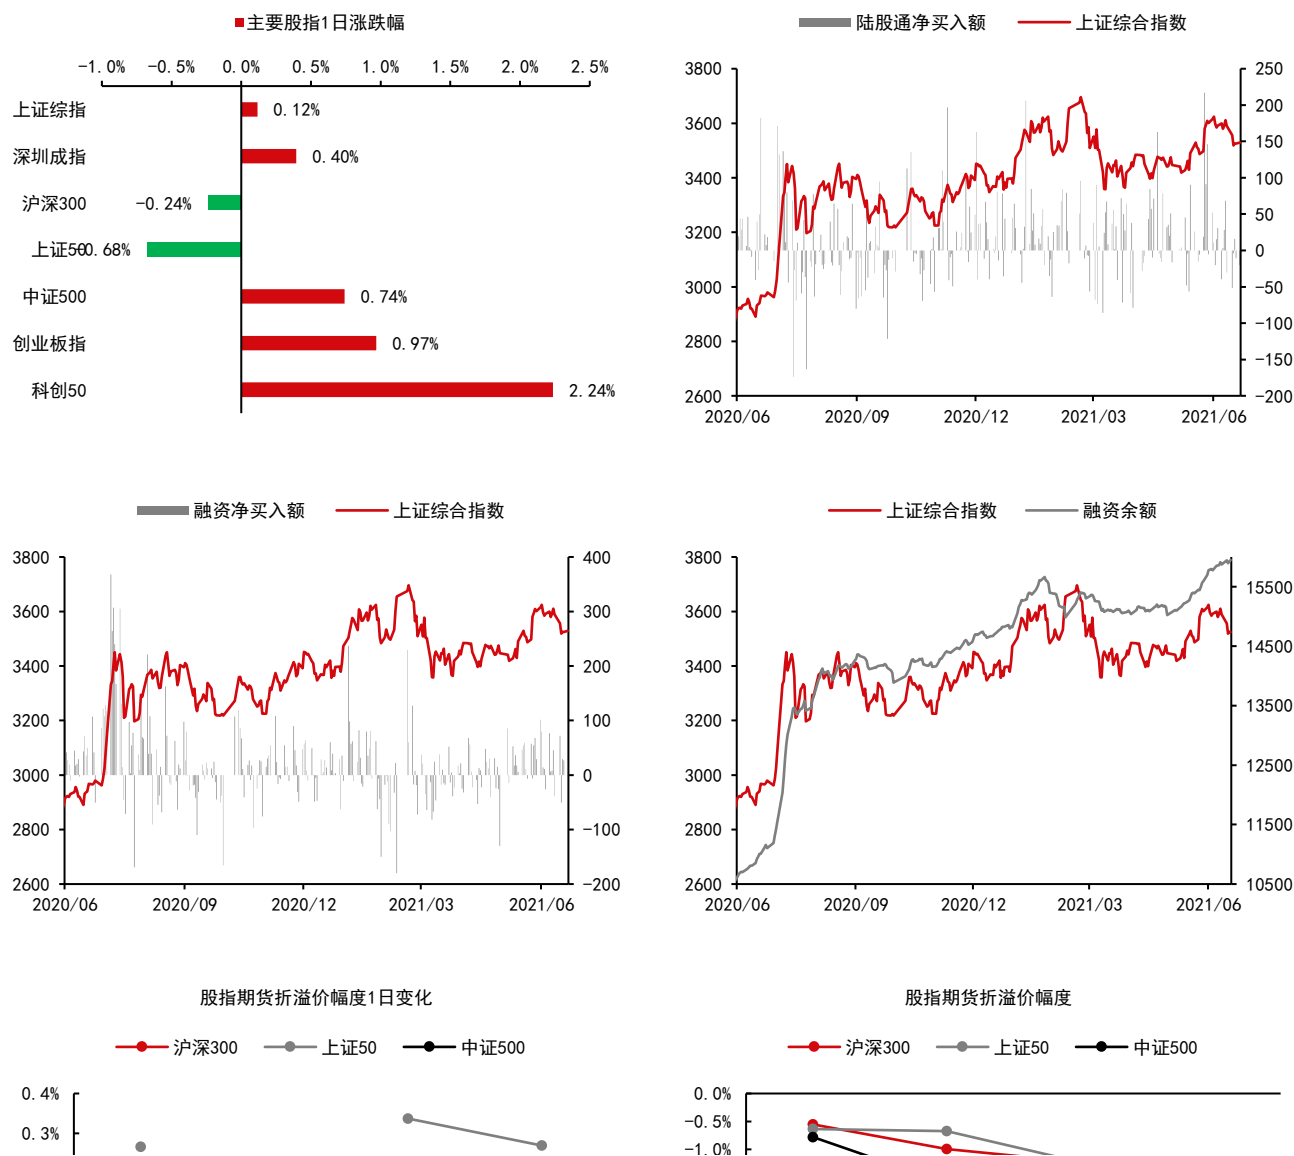 主要股指1日涨跌幅
-1.0% -0.5% 0.0% 0.5% 1.0% 1.5% 2.0% 2.5%
上证综指 0.12%
深圳成指 0.40%
沪深300 -0.24%
上证50 -0.68%
中证500 0.74%
创业板指 0.97%
科创50 2.24%
陆股通净买入额 上证综合指数
3800 250
200
3600 150
3400 100
50
3200 0
3000 -50
-100
2800 -150
2600 -200
2020/06 2020/09 2020/12 2021/03 2021/06
融资净买入额 上证综合指数
3800 400
3600 300
3400 200
3200 100
3000 0
2800 -100
2600 -200
2020/06 2020/09 2020/12 2021/03 2021/06
上证综合指数 融资余额
3800
15500
3600
14500
3400
13500
3200
3000 12500
2800 11500
2600 10500
2020/06 2020/09 2020/12 2021/03 2021/06
股指期货折溢价幅度1日变化
沪深300 上证50 中证500
0.4%
0.3%
股指期货折溢价幅度
沪深300 上证50 中证500
0.0%
-0.5%
-1.0%